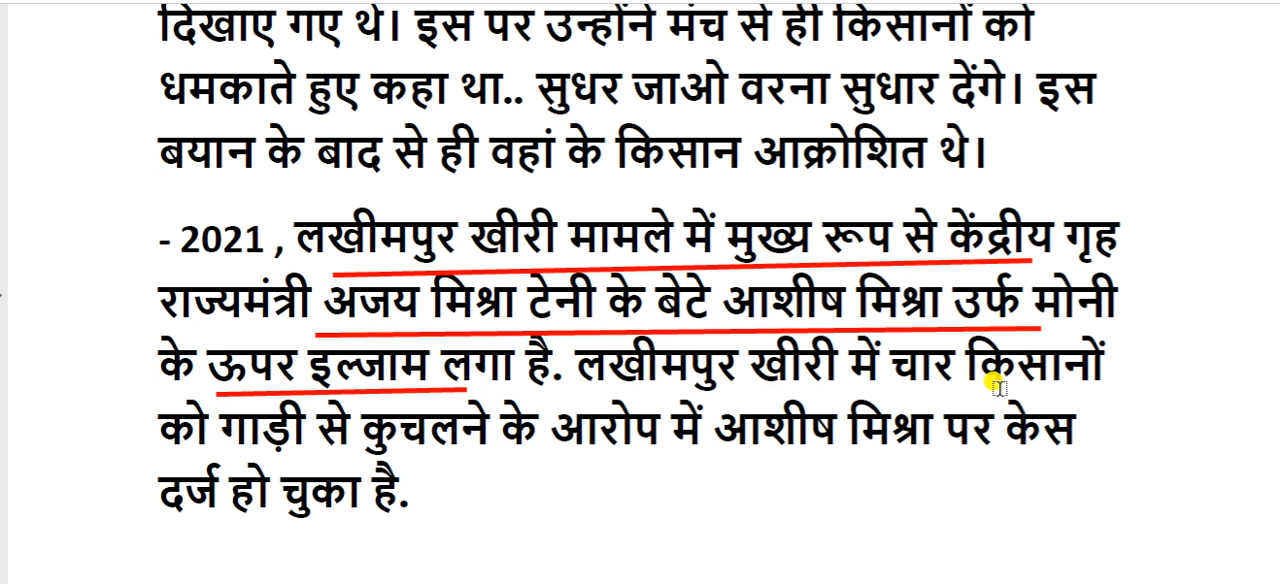 दिखाए गए थे। इस पर उन्होंने मंच से ही किसानों को
धमकाते हुए कहा था.. सुधर जाओ वरना सुधार देंगे। इस
बयान के बाद से ही वहां के किसान आक्रोशित थे।
- 2021 , लखीमपुर खीरी मामले में मुख्य रूप से केंद्रीय गृह
राज्यमंत्री अजय मिश्रा टेनी के बेटे आशीष मिश्रा उर्फ मोनी
के ऊपर इल्जाम लगा है. लखीमपुर खीरी में चार किसानों
को गाड़ी से कुचलने के आरोप में आशीष मिश्रा पर केस
दर्ज हो चुका है.